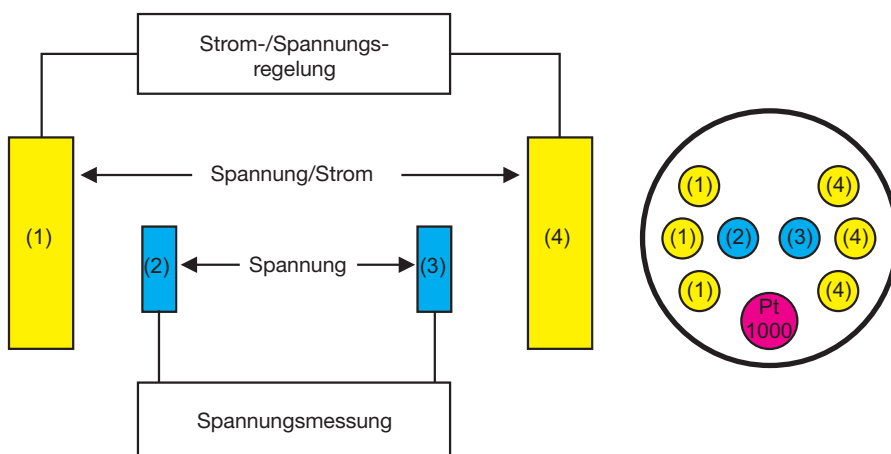 Strom-/Spannungs-
regelung
Spannung/Strom
(1)
(4)
(2)
Spannung
(3)
Spannungsmessung
(1)
(4)
(1)
(2)
(3)
(4)
(1)
(4)
Pt
1000